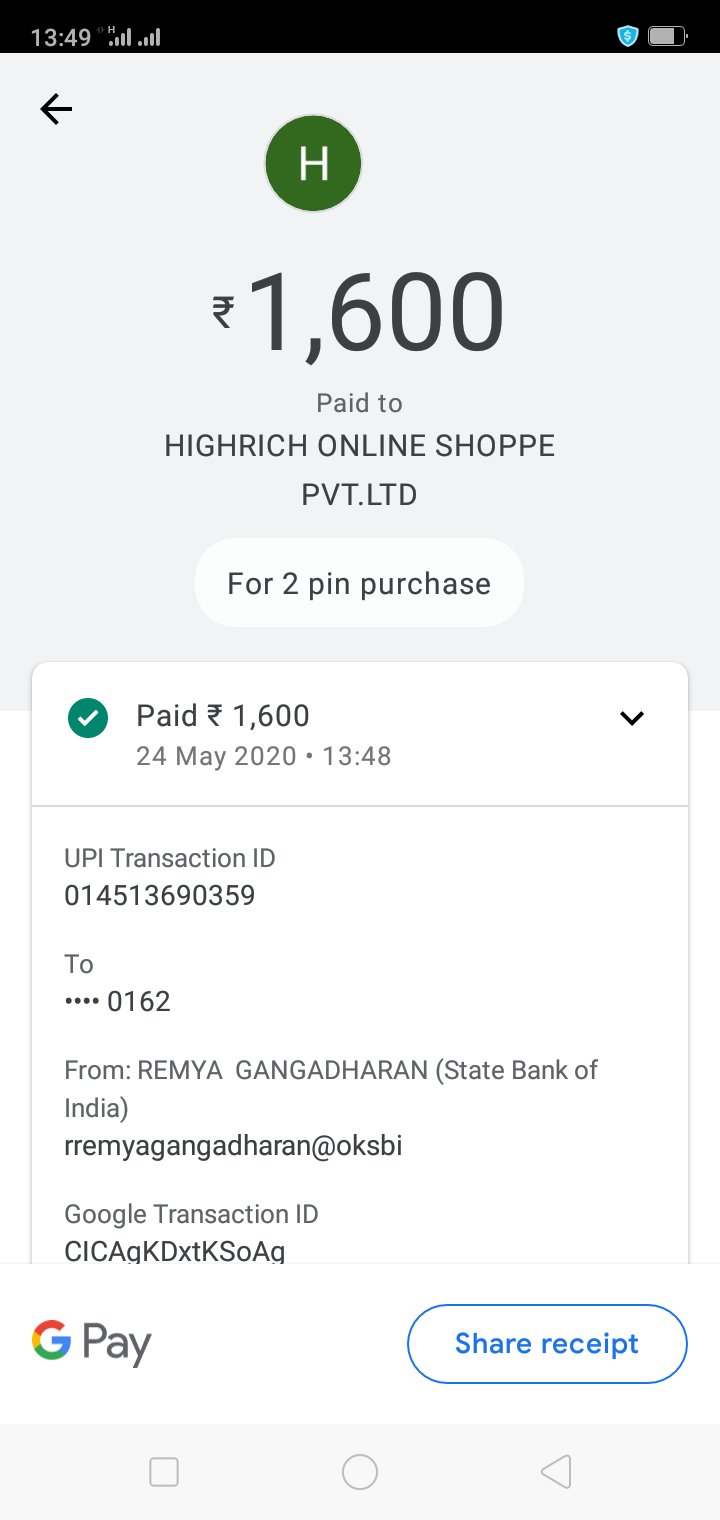 13:49
H
H
₹1,600
Paid to
HIGHRICH ONLINE SHOPPE
PVT.LTD
For 2 pin purchase
Paid ₹ 1,600
24 May 2020 • 13:48
UPI Transaction ID
014513690359
To
•••• 0162
From: REMYA  GANGADHARAN (State Bank of
India)
rremyagangadharan@oksbi
Google Transaction ID
CICAgKDxtKSoAg
G Pay
Share receipt